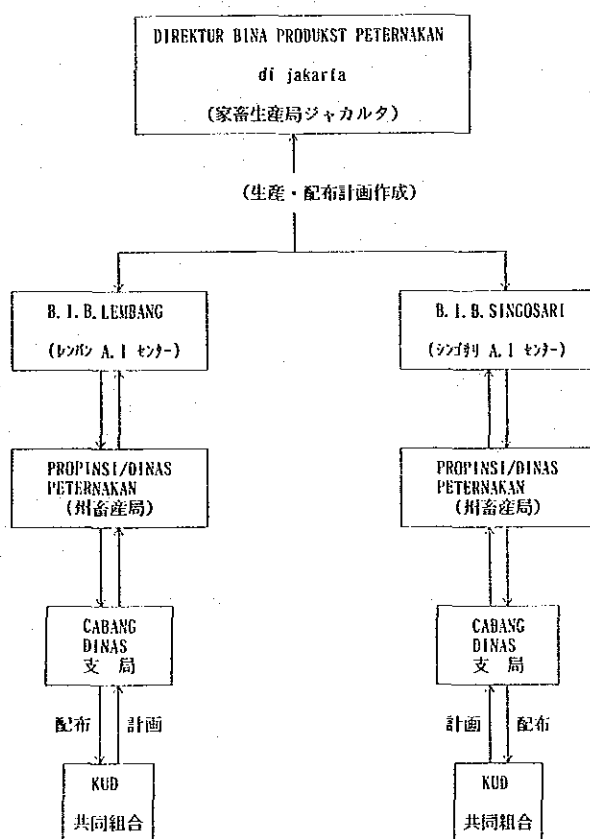 DIREKTUR BINA PRODUKST PETERNAKAN
di jakarta
(家畜生産局ジャカルタ)
(生産・配布計画作成)
B. I. B. LEMBANG
(レンバン A. I センター)
B. I. B. SINGOSARI
(シンゴサリ A. I センター)
PROPINSI/DINAS
PETERNAKAN
(州畜産局)
PROPINSI/DINAS
PETERNAKAN
(州畜産局)
CABANG
DINAS
支 局
CABANG
DINAS
支 局
配布 計画
計画 配布
KUD
共同組合
KUD
共同組合